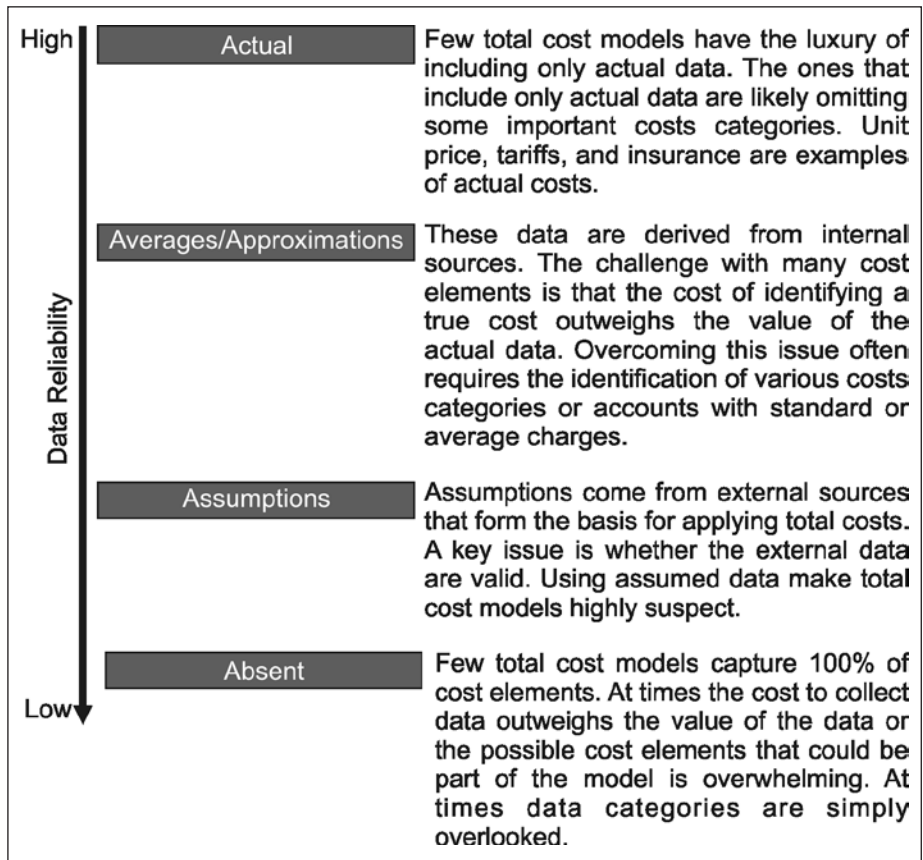 High
Actual
Few total cost models have the luxury of
including only actual data. The ones that
include only actual data are likely omitting
some important costs categories. Unit
price, tariffs, and insurance are examples
of actual costs.
Averages/Approximations
These data are derived from internal
sources. The challenge with many cost
elements is that the cost of identifying a
true cost outweighs the value of the
actual data. Overcoming this issue often
requires the identification of various costs
categories or accounts with standard or
average charges.
Data Reliability
Assumptions
Assumptions come from external sources
that form the basis for applying total costs.
A key issue is whether the external data
are valid. Using assumed data make total
cost models highly suspect.
Absent
Few total cost models capture 100% of
cost elements. At times the cost to collect
data outweighs the value of the data or
the possible cost elements that could be
part of the model is overwhelming. At
times data categories are simply
overlooked.
Low